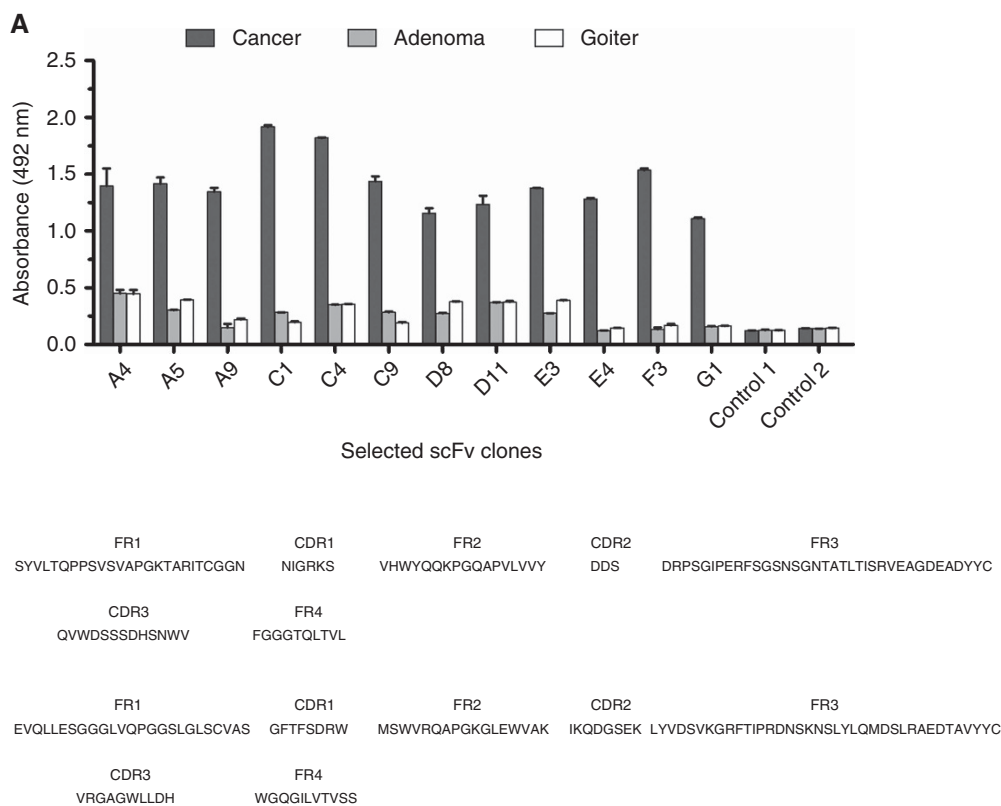 A
Cancer Adenoma Goiter
2.5
2.0
1.5
1.0
0.5
0.0
Absorbance (492 nm)
A4 A5 A9 C1 C4 C9 D8 D11 E3 E4 F3 G1 Control 1 Control 2
Selected scFv clones
FR1 CDR1 FR2 CDR2 FR3
SYVLTQPPSVSVAPGKTARITCGGN NIGRKS VHWYQQKPGQAPVLVVY DDS DRPSGIPERFSGSNSGNTATLTISRVEAGDEADYYC
CDR3 FR4
QVWDSSSDHSNWV FGGGTQLTVL
FR1 CDR1 FR2 CDR2 FR3
EVQLLESGGGLVQPGGSLGLSCVAS GFTFSDRW MSWVRQAPGKGLEWVAK IKQDGSEK LYVDSVKGRFTIPRDNSKNSLYLQMDSLRAEDTAVYYC
CDR3 FR4
VRGAGWLLDH WGQGILVTVSS